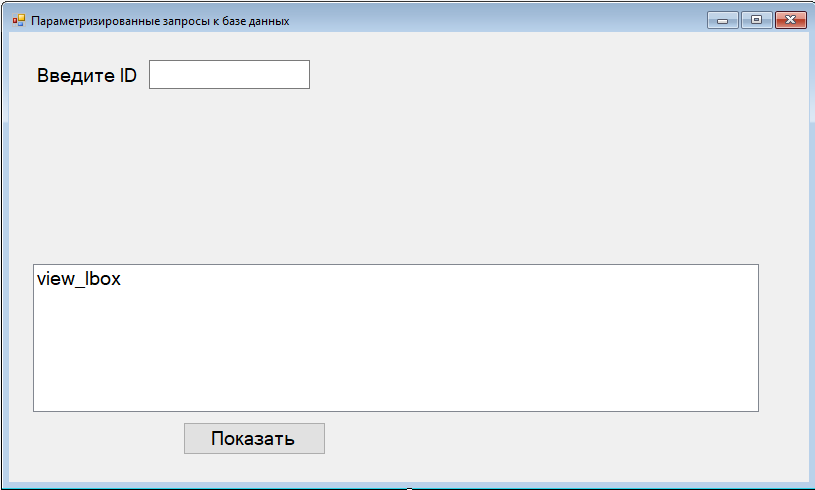 Параметризированные запросы к базе данных
Введите ID
view_lbox
Показать